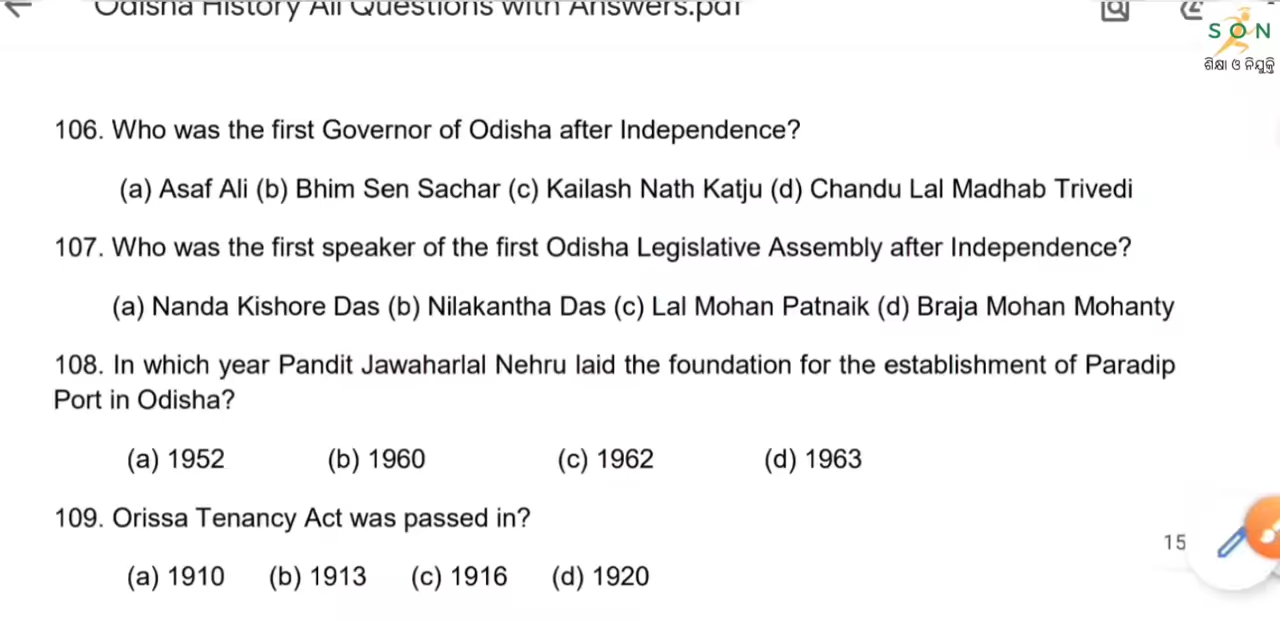 Odisha History All Questions with Answers.pdf
SON
ଶିକ୍ଷା ଓ ନିଯୁକ୍ତି
106. Who was the first Governor of Odisha after Independence?
(a) Asaf Ali (b) Bhim Sen Sachar (c) Kailash Nath Katju (d) Chandu Lal Madhab Trivedi
107. Who was the first speaker of the first Odisha Legislative Assembly after Independence?
(a) Nanda Kishore Das (b) Nilakantha Das (c) Lal Mohan Patnaik (d) Braja Mohan Mohanty
108. In which year Pandit Jawaharlal Nehru laid the foundation for the establishment of Paradip
Port in Odisha?
(a) 1952 (b) 1960 (c) 1962 (d) 1963
109. Orissa Tenancy Act was passed in?
15
(a) 1910 (b) 1913 (c) 1916 (d) 1920